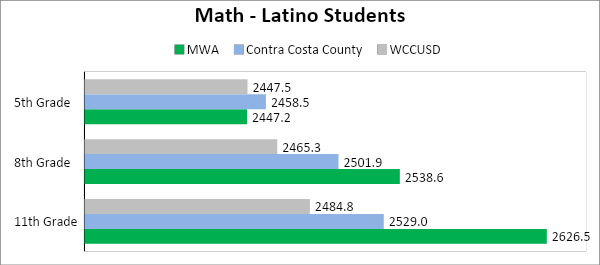 Math - Latino Students
MWA Contra Costa County WCCUSD
5th Grade
2447.5
2458.5
2447.2
8th Grade
2465.3
2501.9
2538.6
11th Grade
2484.8
2529.0
2626.5